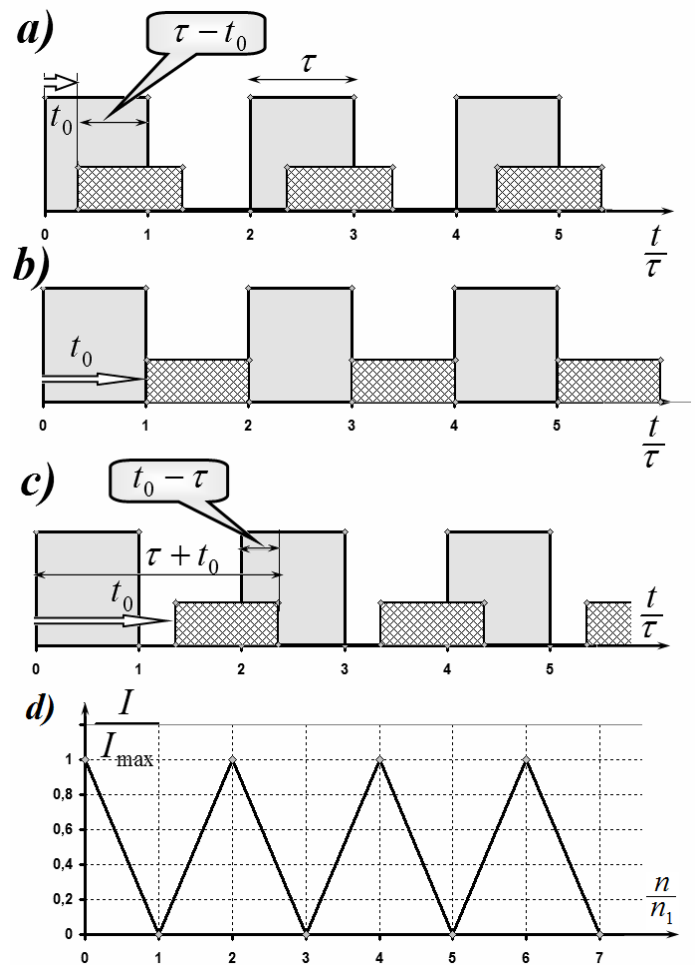 a)
τ − t₀
τ
t₀
0 1 2 3 4 5
t/τ
b)
t₀
0 1 2 3 4 5
t/τ
c)
t₀ − τ
τ + t₀
t₀
t/τ
0 1 2 3 4 5
d)
I/Iₘₐₓ
1
0,8
0,6
0,4
0,2
0
n/n₁
0 1 2 3 4 5 6 7